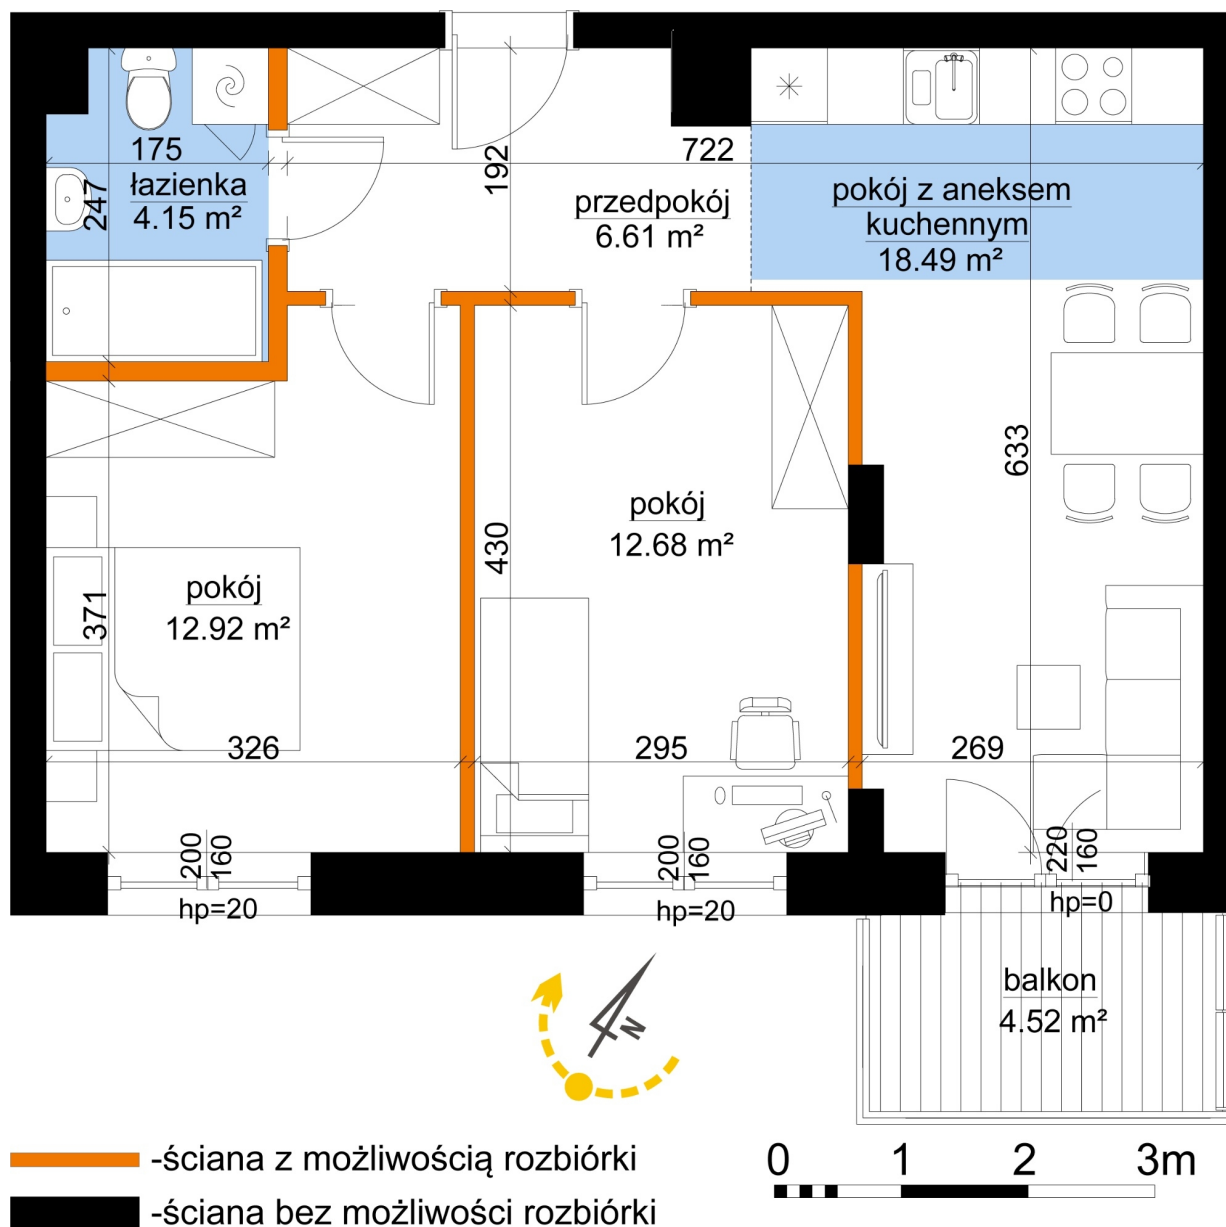 175
łazienka
4.15 m²
247
192
722
przedpokój
6.61 m²
pokój z aneksem
kuchennym
18.49 m²
633
pokój
12.68 m²
430
pokój
12.92 m²
371
326
295
269
200
160
hp=20
200
160
hp=20
220
160
hp=0
balkon
4.52 m²
N
-ściana z możliwością rozbiórki
-ściana bez możliwości rozbiórki
0 1 2 3m